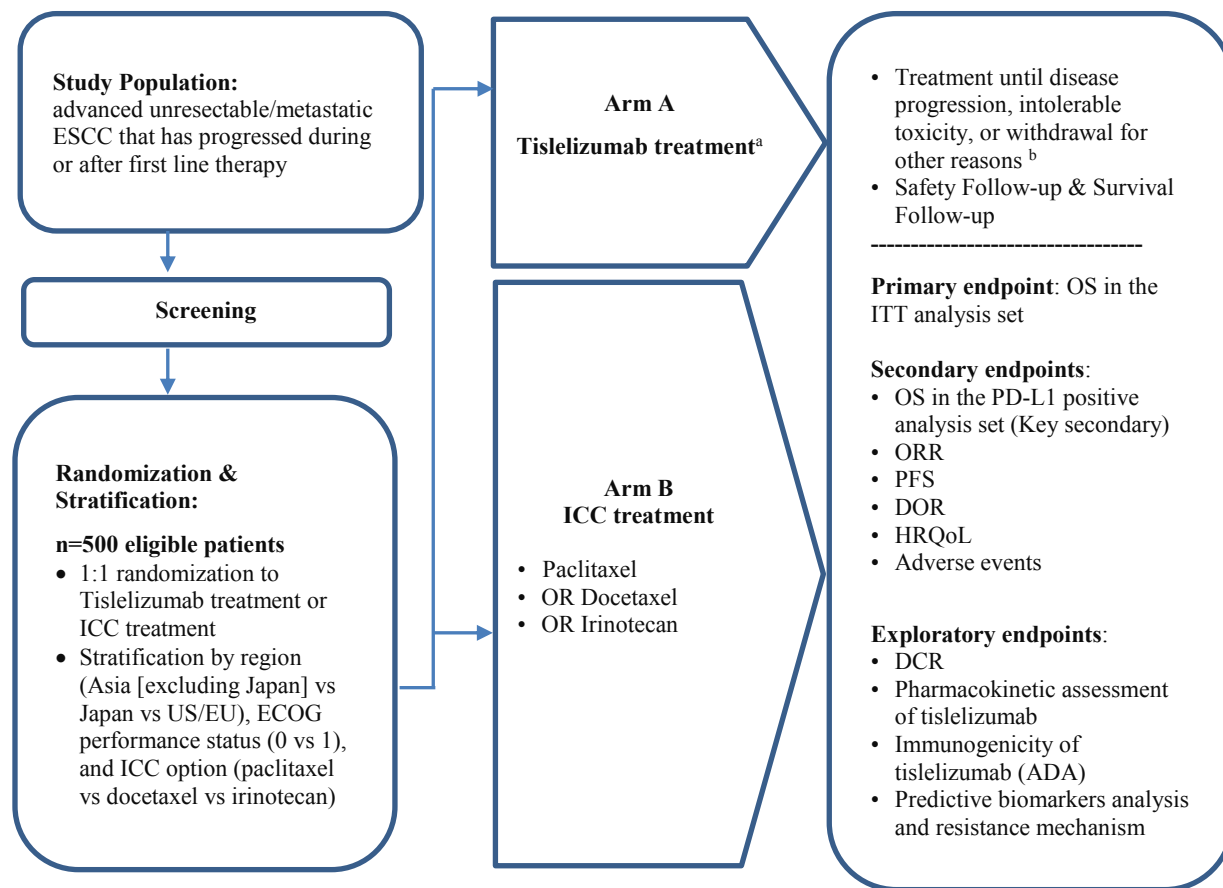 Study Population:
advanced unresectable/metastatic
ESCC that has progressed during
or after first line therapy
Screening
Randomization &
Stratification:
n=500 eligible patients
• 1:1 randomization to
Tislelizumab treatment or
ICC treatment
• Stratification by region
(Asia [excluding Japan] vs
Japan vs US/EU), ECOG
performance status (0 vs 1),
and ICC option (paclitaxel
vs docetaxel vs irinotecan)
Arm A
Tislelizumab treatmentᵃ
Arm B
ICC treatment
• Paclitaxel
• OR Docetaxel
• OR Irinotecan
• Treatment until disease
progression, intolerable
toxicity, or withdrawal for
other reasons ᵇ
• Safety Follow-up & Survival
Follow-up
----------------------------------
Primary endpoint: OS in the
ITT analysis set
Secondary endpoints:
• OS in the PD-L1 positive
analysis set (Key secondary)
• ORR
• PFS
• DOR
• HRQoL
• Adverse events
Exploratory endpoints:
• DCR
• Pharmacokinetic assessment
of tislelizumab
• Immunogenicity of
tislelizumab (ADA)
• Predictive biomarkers analysis
and resistance mechanism